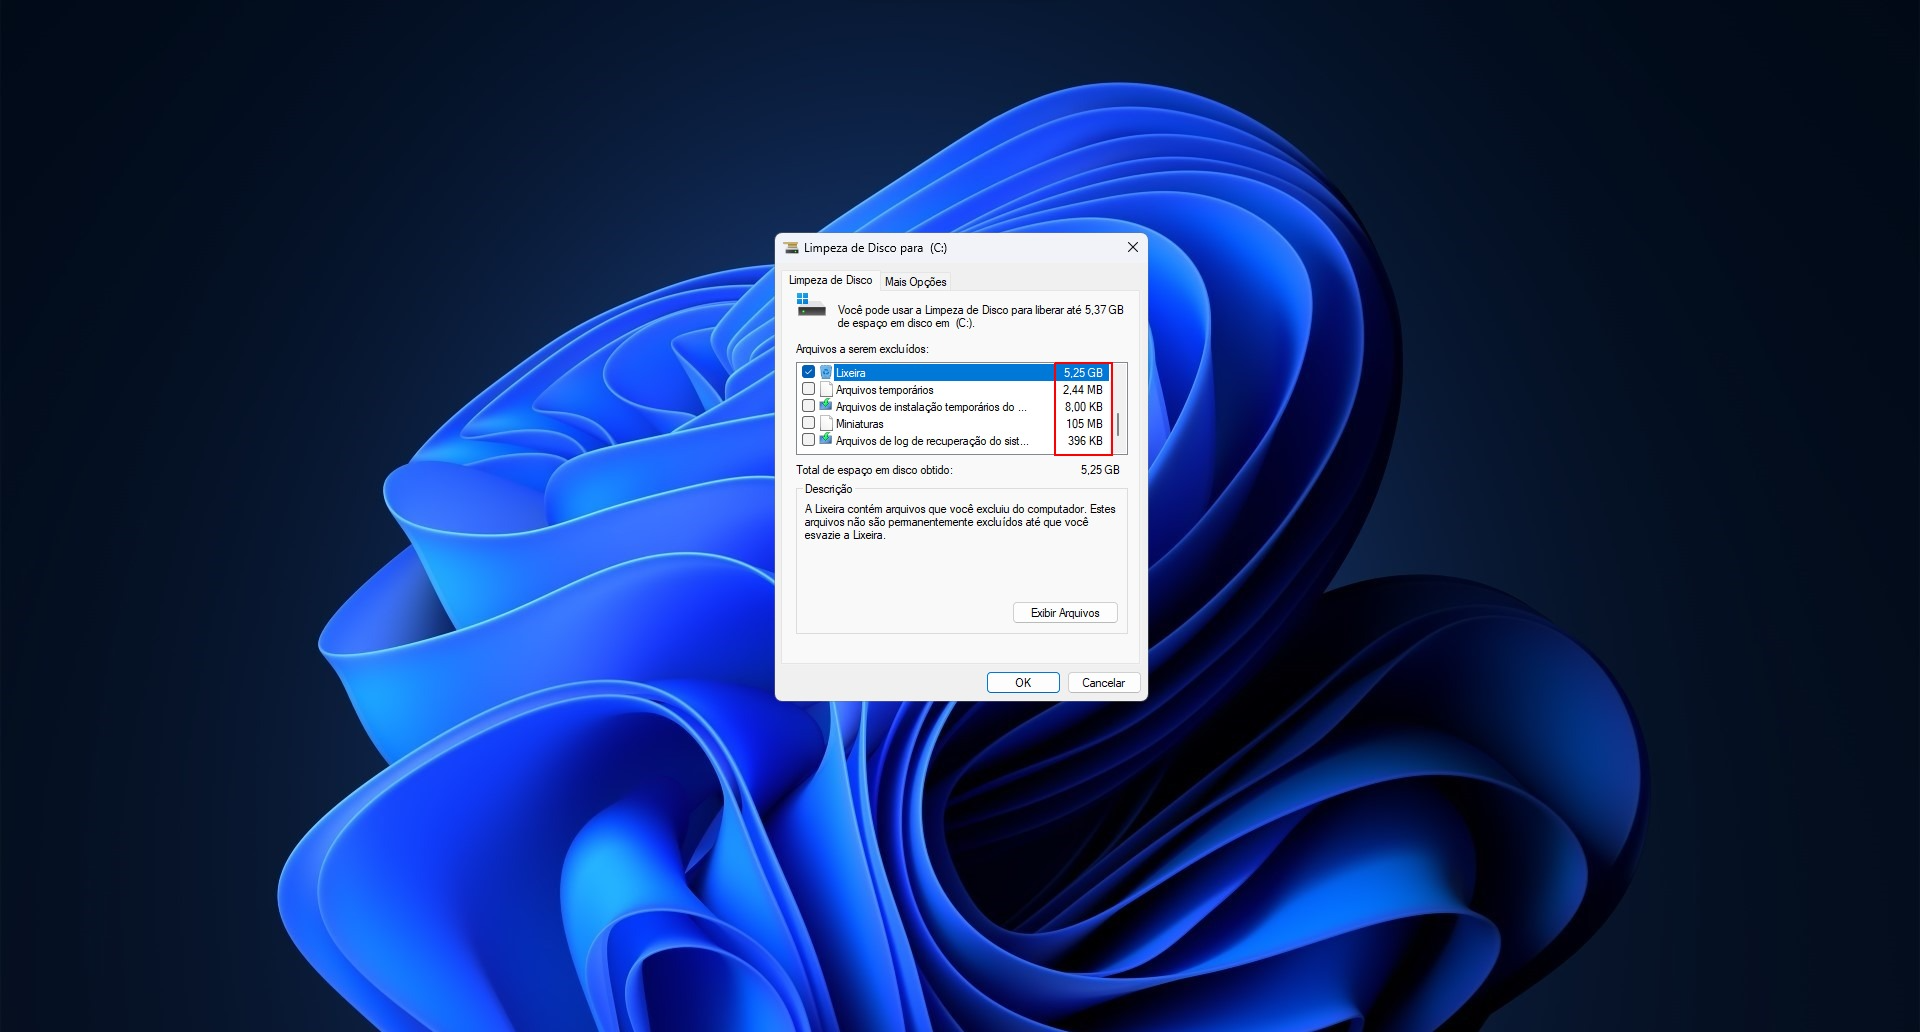 Limpeza de Disco para  (C:)
Limpeza de Disco
Mais Opções
Você pode usar a Limpeza de Disco para liberar até 5,37 GB
de espaço em disco em  (C:).
Arquivos a serem excluídos:
Lixeira 5,25 GB
Arquivos temporários 2,44 MB
Arquivos de instalação temporários do ... 8,00 KB
Miniaturas 105 MB
Arquivos de log de recuperação do sist... 396 KB
Total de espaço em disco obtido: 5,25 GB
Descrição
A Lixeira contém arquivos que você excluiu do computador. Estes
arquivos não são permanentemente excluídos até que você
esvazie a Lixeira.
Exibir Arquivos
OK
Cancelar